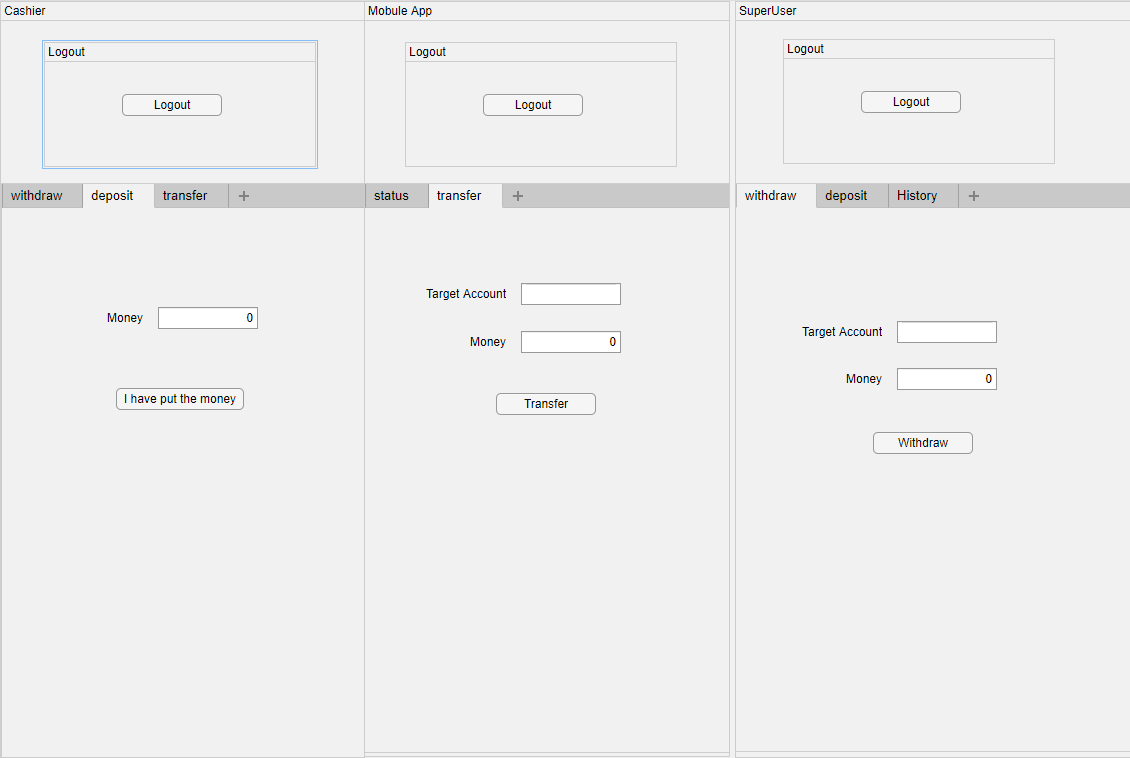 Cashier
Logout
Logout
withdraw deposit transfer +
Money 0
I have put the money
Mobule App
Logout
Logout
status transfer +
Target Account
Money 0
Transfer
SuperUser
Logout
Logout
withdraw deposit History +
Target Account
Money 0
Withdraw